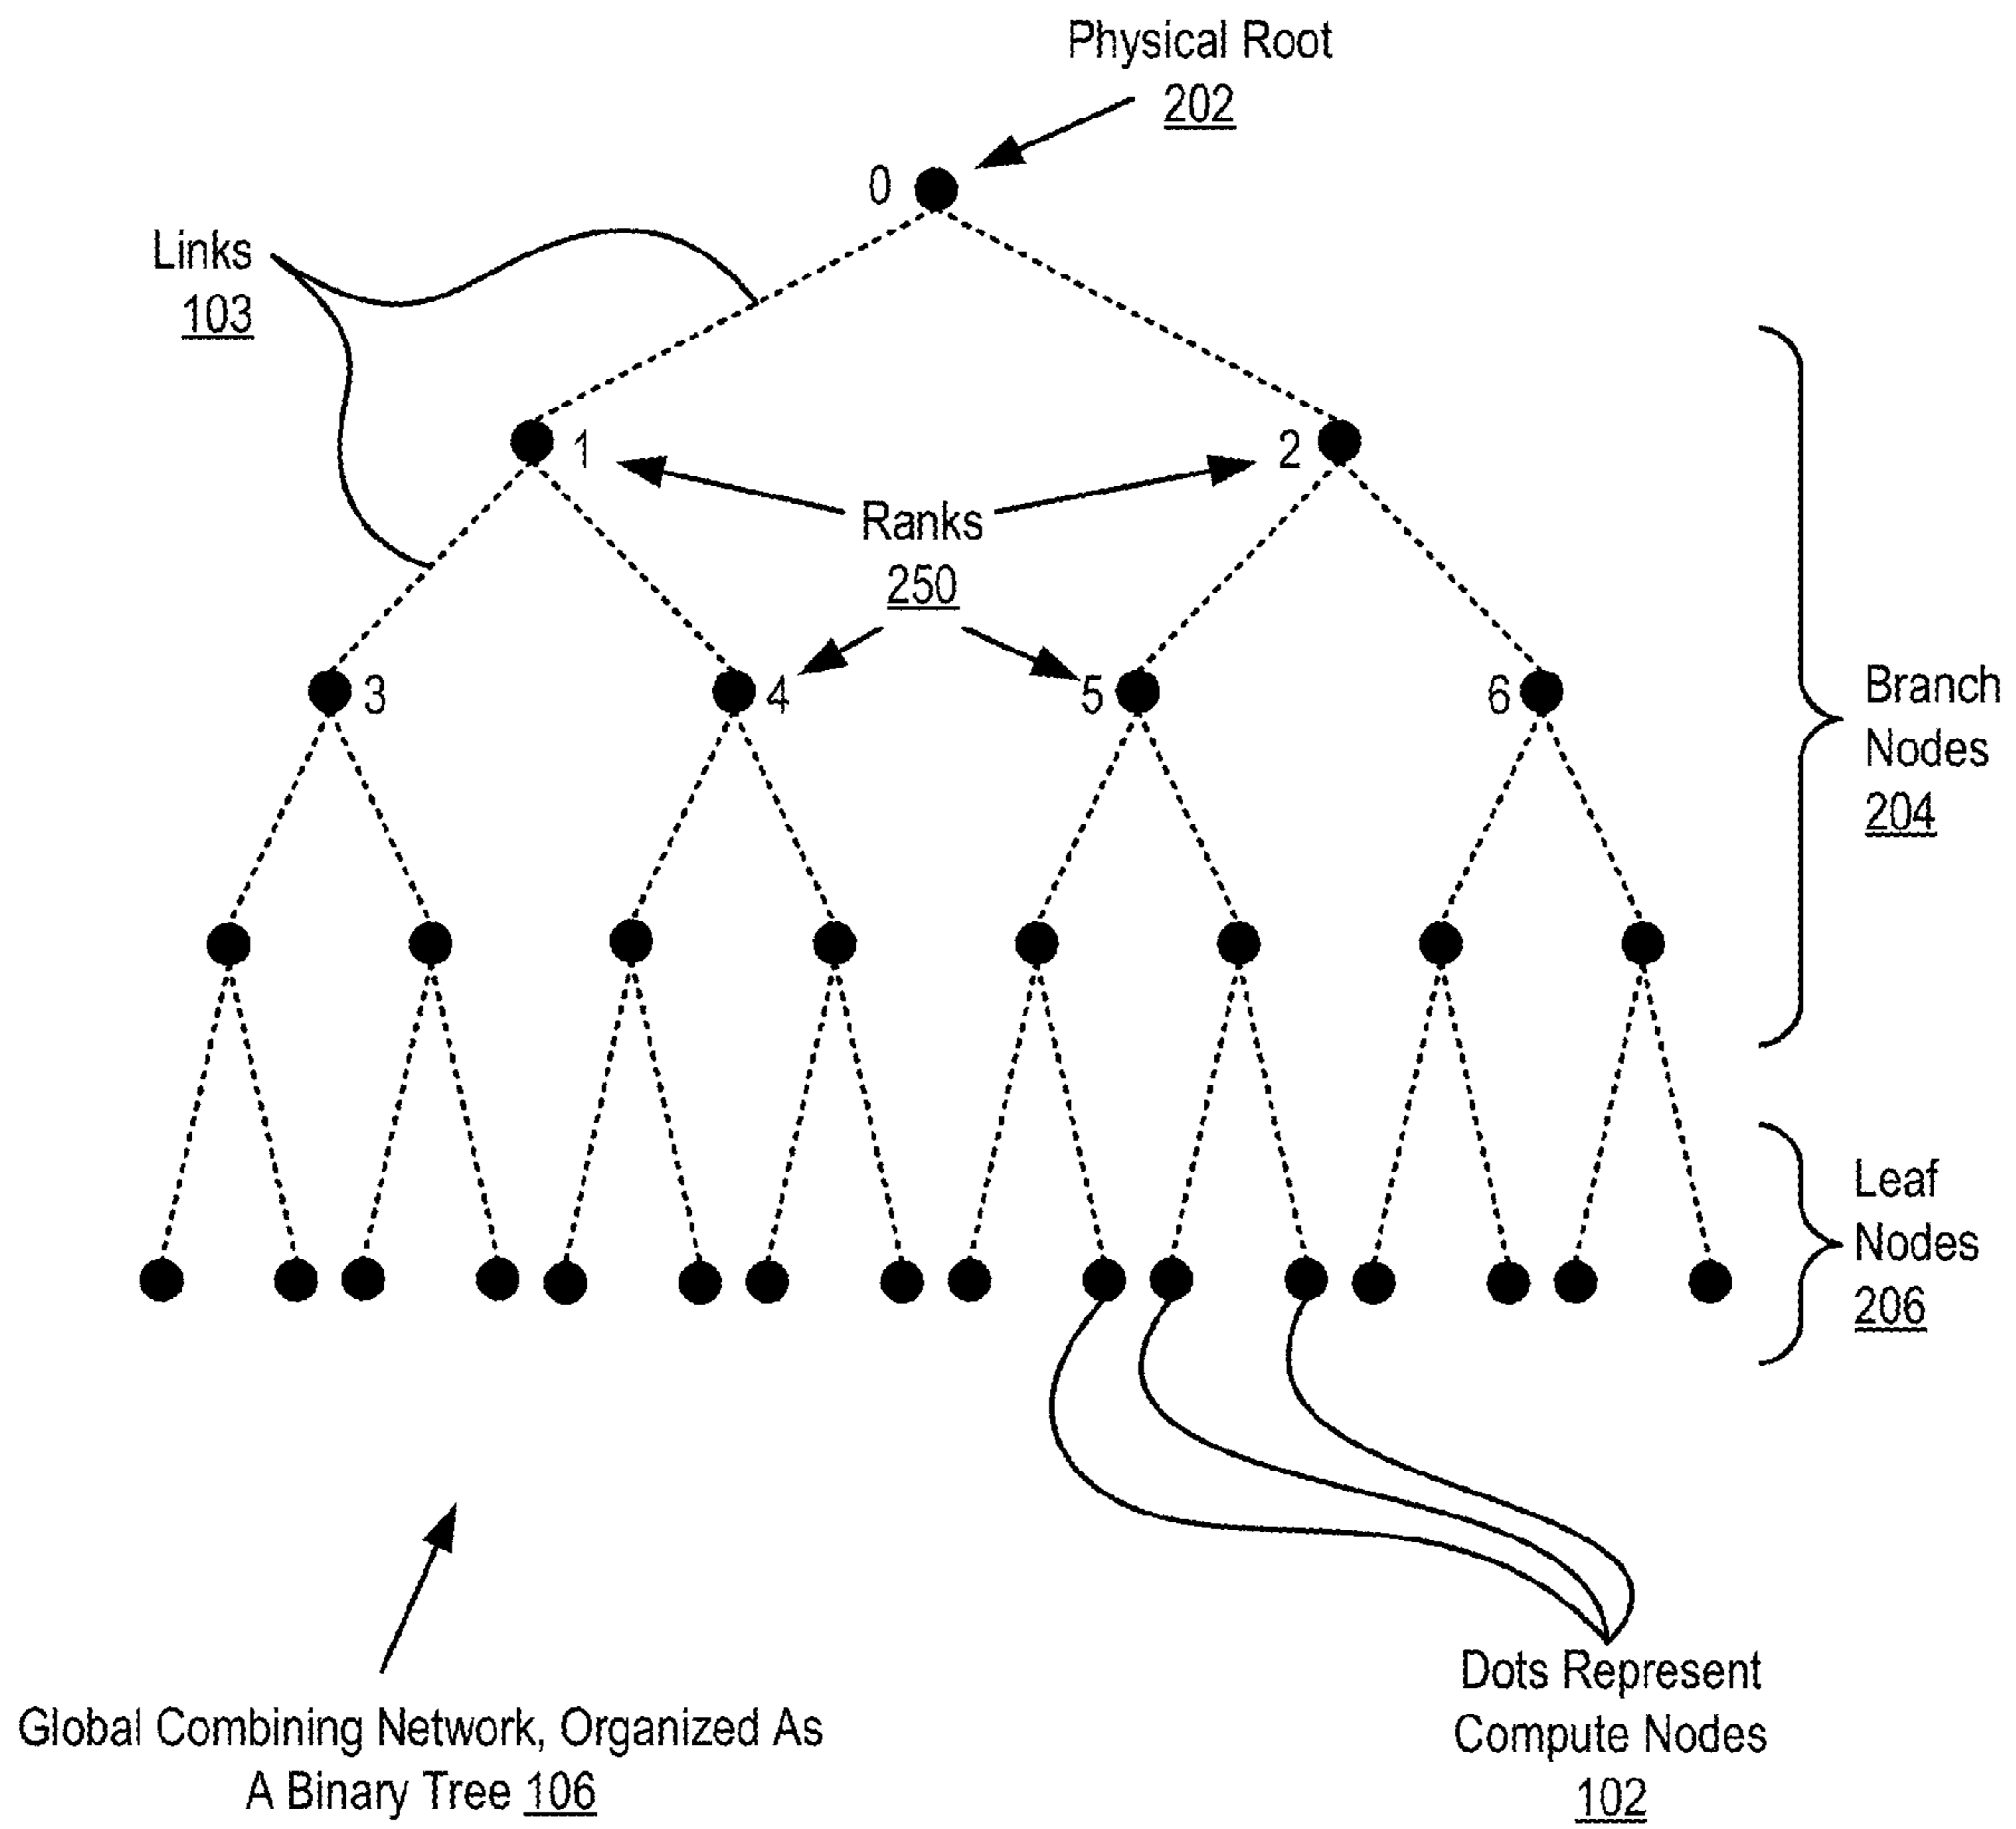 Physical Root
202
0
Links
103
1
2
Ranks
250
3
4
5
6
Branch
Nodes
204
Leaf
Nodes
206
Dots Represent
Compute Nodes
102
Global Combining Network, Organized As
A Binary Tree 106